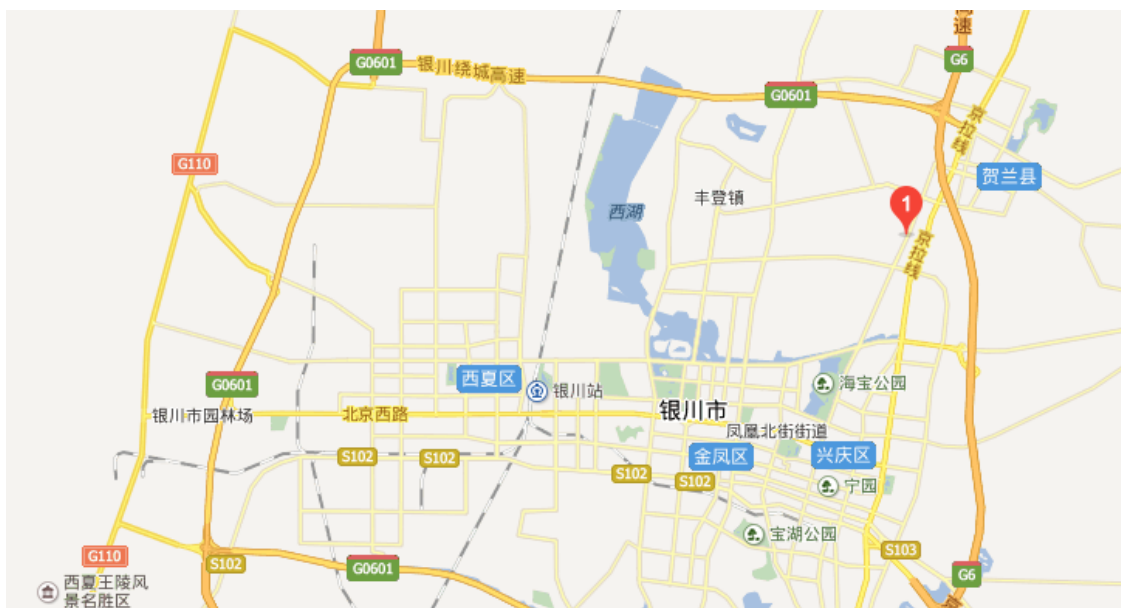 高速
G0601
银川绕城高速
G6
G0601
京拉线
G110
贺兰县
丰登镇
1
西湖
京拉线
西夏区
G0601
银川站
海宝公园
银川市园林场
北京西路
银川市
凤凰北街街道
S102
S102
金凤区
兴庆区
S102
S102
宁园
宝湖公园
S103
G110
S102
G0601
G6
西夏王陵风
景名胜区
京